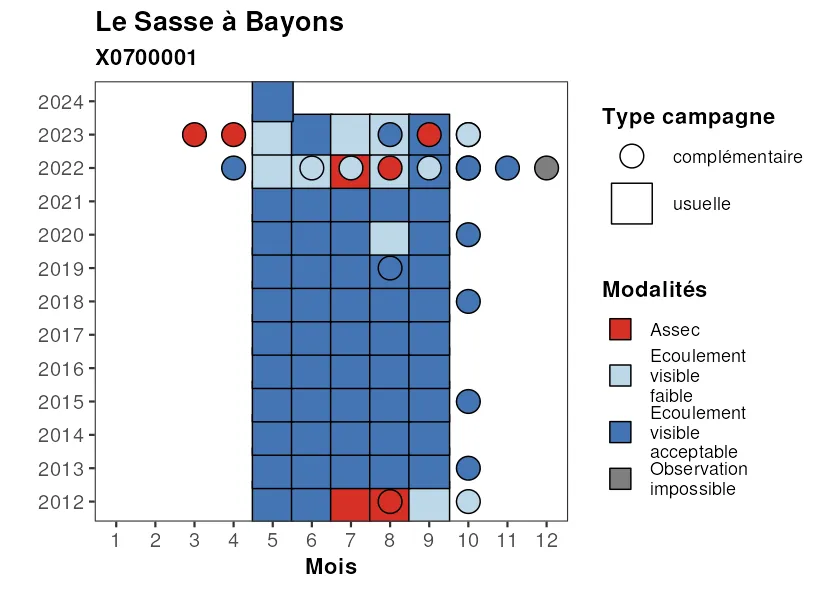 Le Sasse à Bayons
X0700001
2024
2023
2022
2021
2020
2019
2018
2017
2016
2015
2014
2013
2012
1 2 3 4 5 6 7 8 9 10 11 12
Mois
Type campagne
complémentaire
usuelle
Modalités
Assec
Ecoulement
visible
faible
Ecoulement
visible
acceptable
Observation
impossible